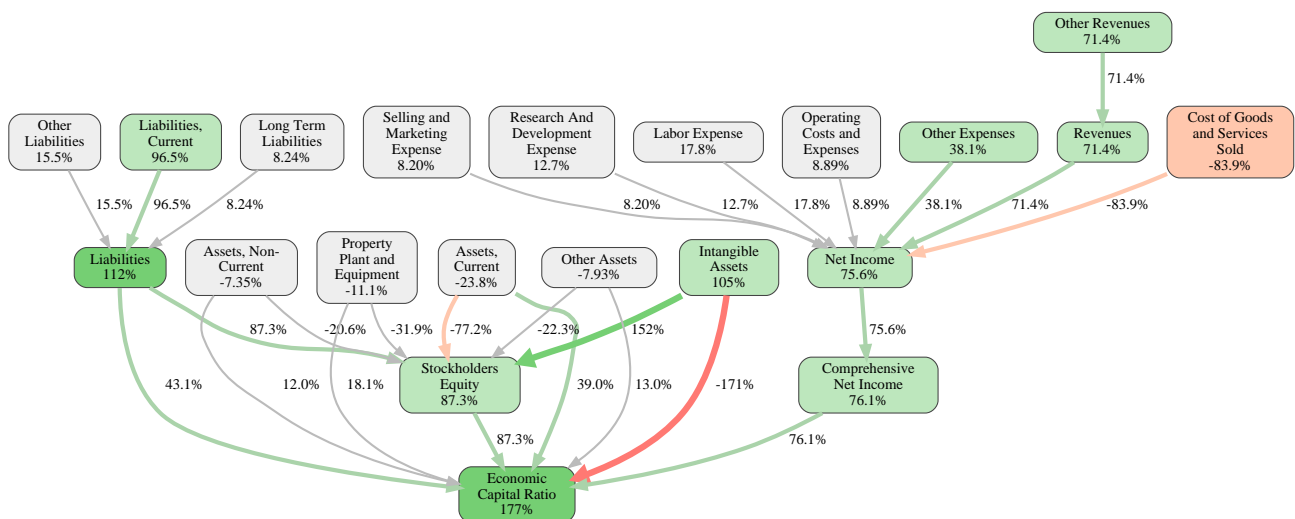 Other Revenues
71.4%
71.4%
Other
Liabilities
15.5%
Liabilities,
Current
96.5%
Long Term
Liabilities
8.24%
Selling and
Marketing
Expense
8.20%
Research And
Development
Expense
12.7%
Labor Expense
17.8%
Operating
Costs and
Expenses
8.89%
Other Expenses
38.1%
Revenues
71.4%
Cost of Goods
and Services
Sold
-83.9%
15.5%
96.5%
8.24%
8.20%
12.7%
17.8%
8.89%
38.1%
71.4%
-83.9%
Liabilities
112%
Assets, Non-
Current
-7.35%
Property
Plant and
Equipment
-11.1%
Assets,
Current
-23.8%
Other Assets
-7.93%
Intangible
Assets
105%
Net Income
75.6%
87.3%
-20.6%
-31.9%
-77.2%
-22.3%
152%
75.6%
Stockholders
Equity
87.3%
Comprehensive
Net Income
76.1%
43.1%
12.0%
18.1%
39.0%
13.0%
-171%
87.3%
76.1%
Economic
Capital Ratio
177%